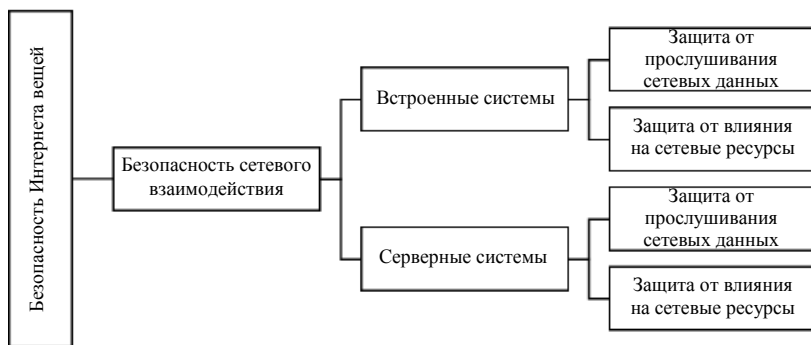 Безопасность Интернета вещей
Безопасность сетевого
взаимодействия
Встроенные системы
Защита от
прослушивания
сетевых данных
Защита от влияния
на сетевые ресурсы
Серверные системы
Защита от
прослушивания
сетевых данных
Защита от влияния
на сетевые ресурсы